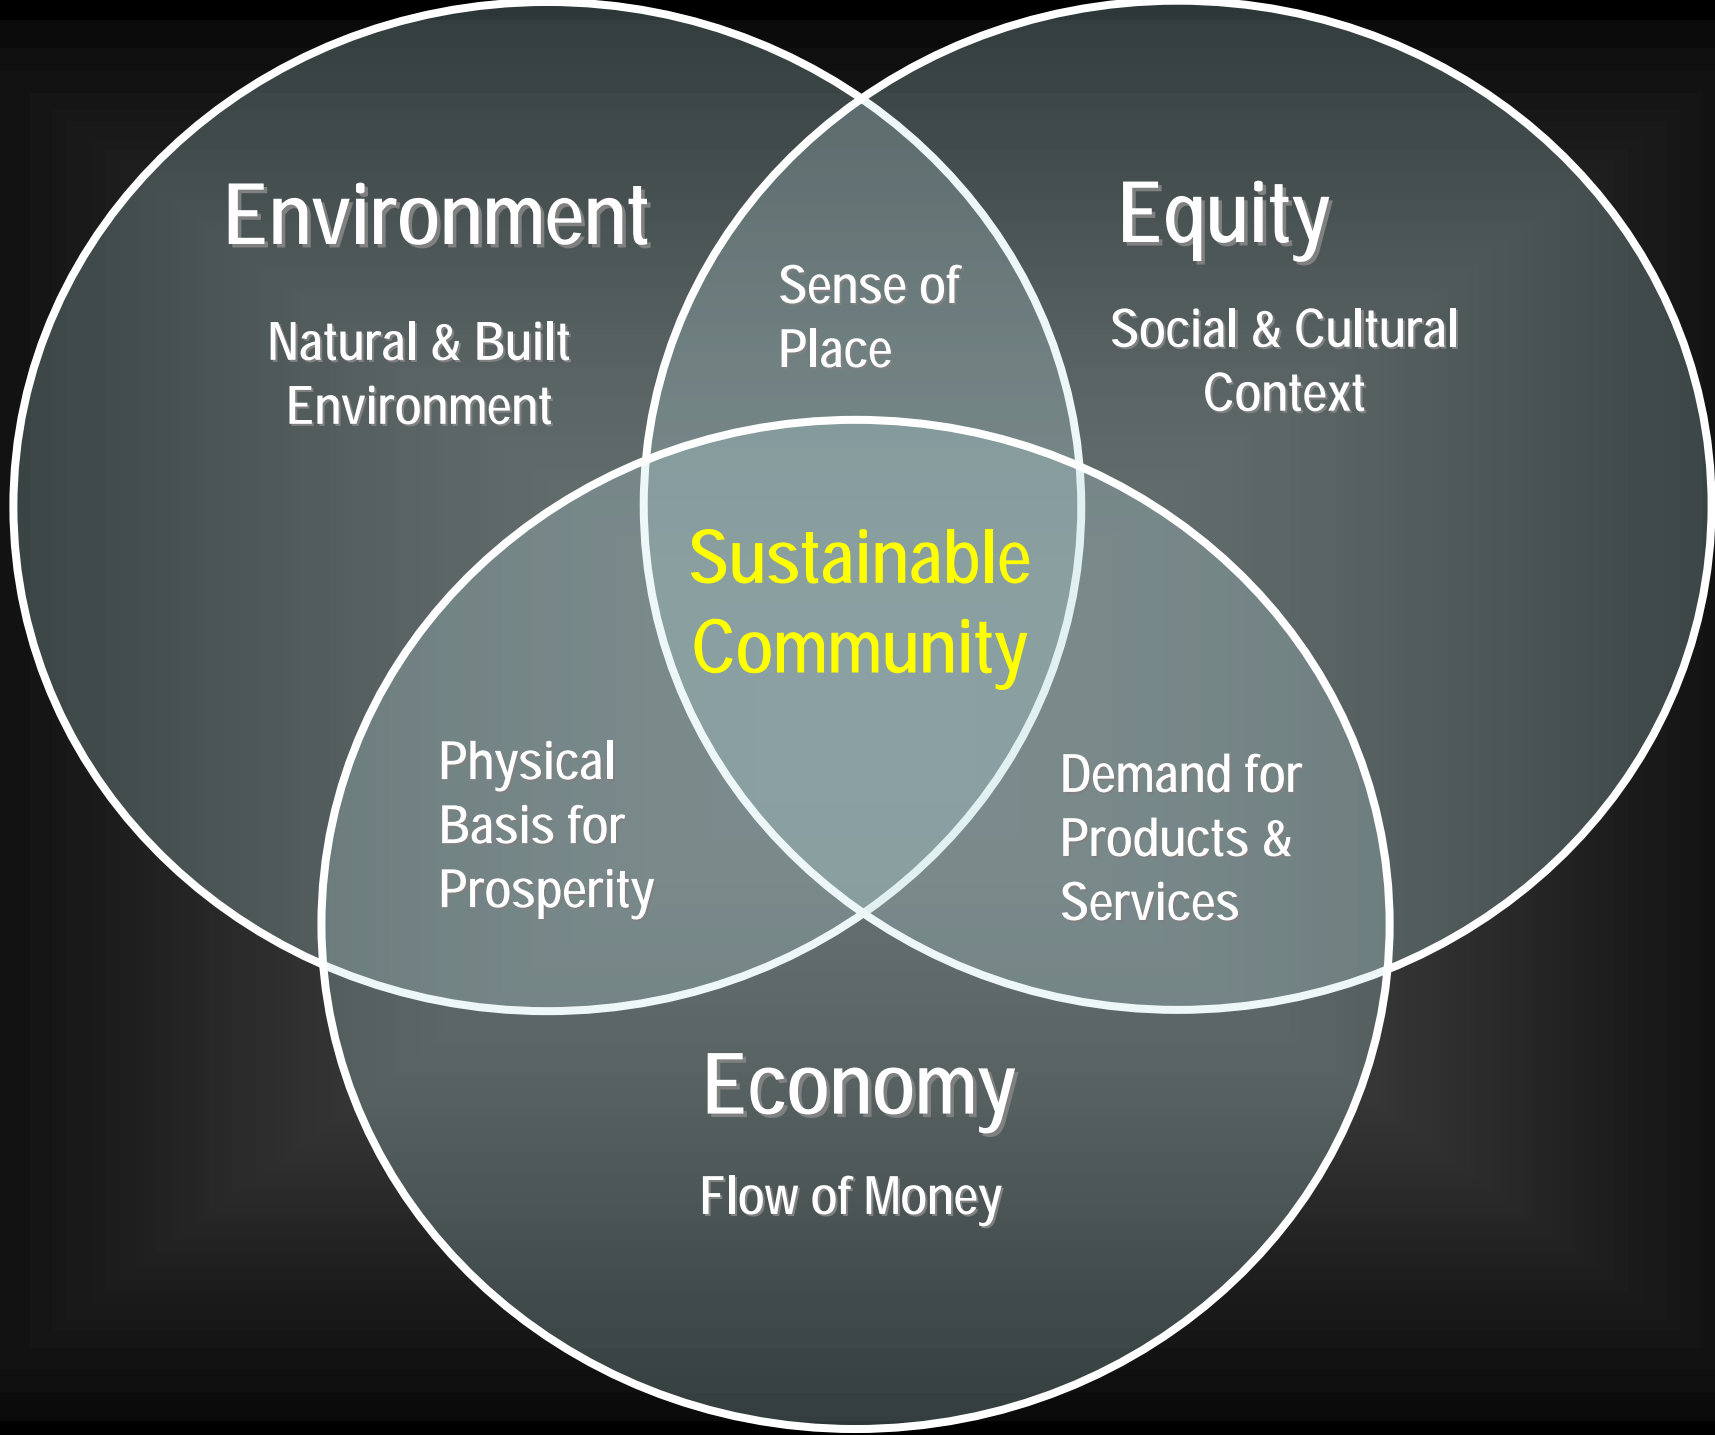 Environment
Natural & Built
Environment
Sense of
Place
Equity
Social & Cultural
Context
Sustainable
Community
Physical
Basis for
Prosperity
Demand for
Products &
Services
Economy
Flow of Money